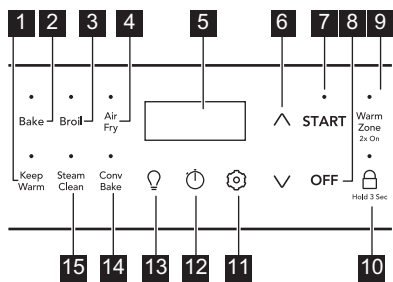 1 2 3 4 5 6 7 8 9
Bake Broil Air Fry START Warm Zone
2x On
Keep Warm Steam Clean Conv Bake OFF
Hold 3 Sec
15 14 13 12 11 10